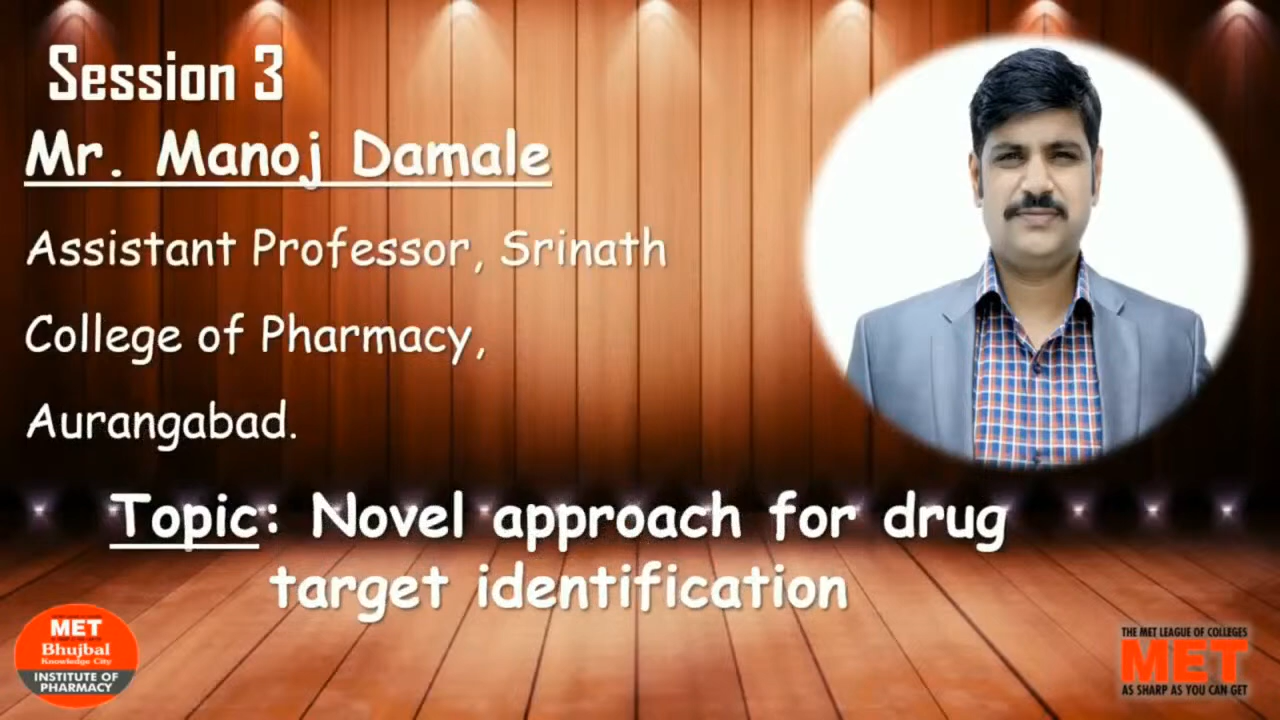 Session 3
Mr. Manoj Damale
Assistant Professor, Srinath
College of Pharmacy,
Aurangabad.
Topic: Novel approach for drug
target identification
MET
Bhujbal
Knowledge City
INSTITUTE OF
PHARMACY
THE MET LEAGUE OF COLLEGES
MET
AS SHARP AS YOU CAN GET